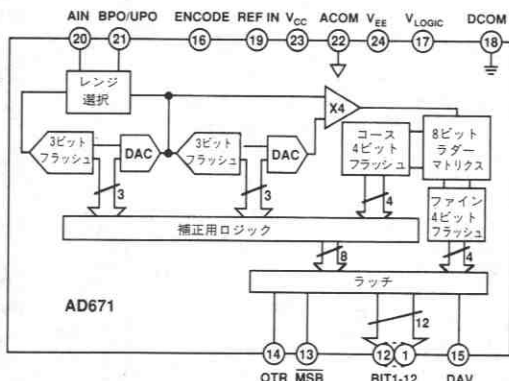 AIN BPO/UPO ENCODE REF IN VCC ACOM VEE VLOGIC DCOM
20 21 16 19 23 22 24 17 18
レンジ
選択
X4
3ビット
フラッシュ
DAC
3ビット
フラッシュ
DAC
コース
4ビット
フラッシュ
8ビット
ラダー
マトリクス
3
3
4
ファイン
4ビット
フラッシュ
補正用ロジック
8
4
ラッチ
AD671
12
14 13 12 1 15
OTR MSB BIT1-12 DAV